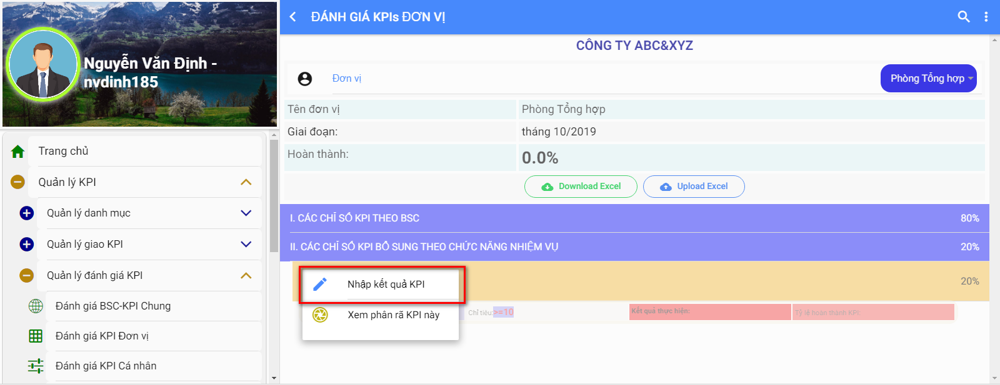 Nguyễn Văn Định -
nvdinh185
Trang chủ
Quản lý KPI
Quản lý danh mục
Quản lý giao KPI
Quản lý đánh giá KPI
Đánh giá BSC-KPI Chung
Đánh giá KPI Đơn vị
Đánh giá KPI Cá nhân
ĐÁNH GIÁ KPIs ĐƠN VỊ
CÔNG TY ABC&XYZ
Đơn vị
Phòng Tổng hợp
Tên đơn vị Phòng Tổng hợp
Giai đoạn: tháng 10/2019
Hoàn thành: 0.0%
Download Excel Upload Excel
I. CÁC CHỈ SỐ KPI THEO BSC 80%
II. CÁC CHỈ SỐ KPI BỔ SUNG THEO CHỨC NĂNG NHIỆM VỤ 20%
Nhập kết quả KPI 20%
Xem phân rã KPI này Chỉ tiêu:>=10 Kết quả thực hiện: Tỷ lệ hoàn thành KPI: